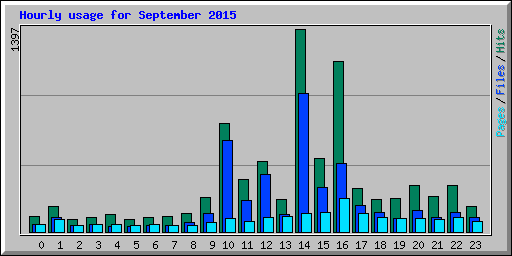 Hourly usage for September 2015
1397
Pages/Files/Hits
0 1 2 3 4 5 6 7 8 9 10 11 12 13 14 15 16 17 18 19 20 21 22 23